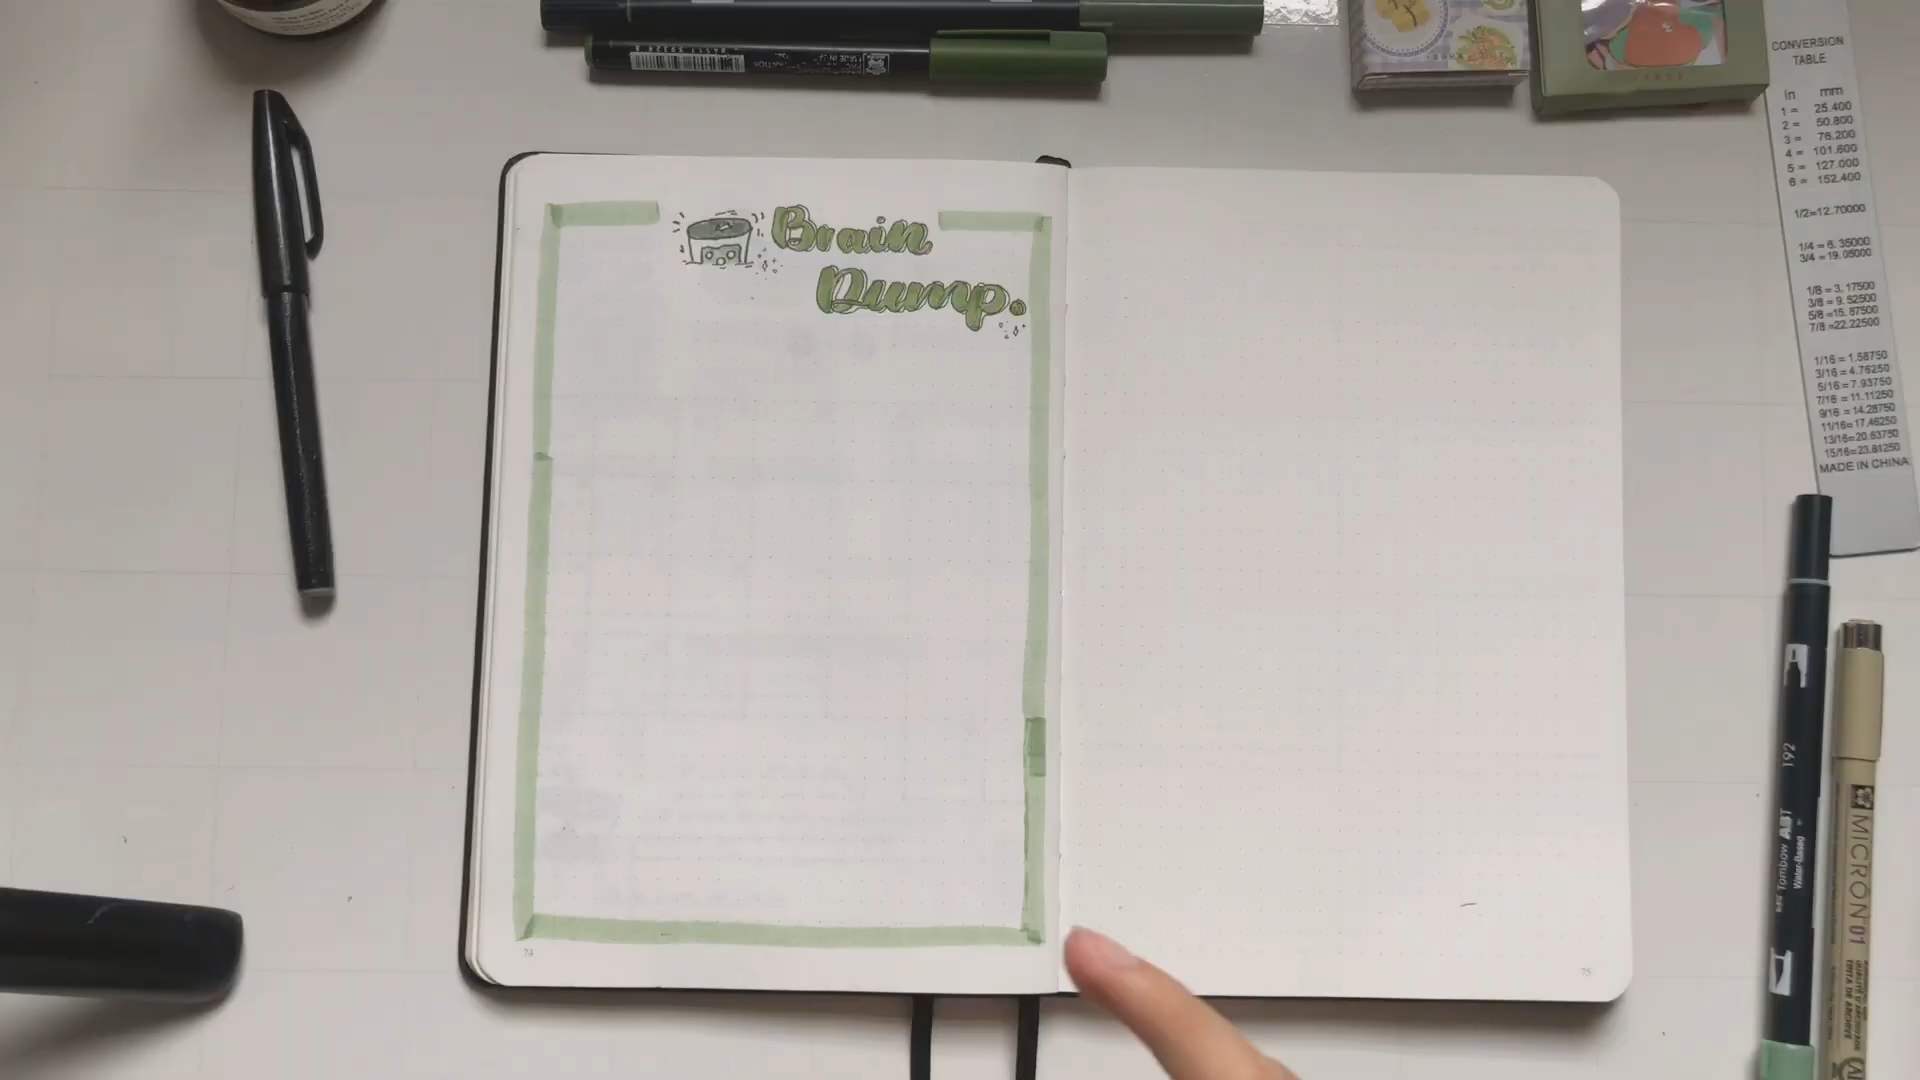 Brain
Dump.
74
75
CONVERSION
TABLE
in mm
1 = 25.400
2 = 50.800
3 = 76.200
4 = 101.600
5 = 127.000
6 = 152.400
1/2=12.70000
1/4 = 6.35000
3/4 = 19.05000
1/8 = 3.17500
3/8 = 9.52500
5/8 = 15.87500
7/8 =22.22500
1/16 = 1.58750
3/16 = 4.76250
5/16 = 7.93750
7/16 = 11.11250
9/16 = 14.28750
11/16= 17.46250
13/16=20.63750
15/16=23.81250
MADE IN CHINA
192
Tombow ABT
Water-Based
MICRON 01